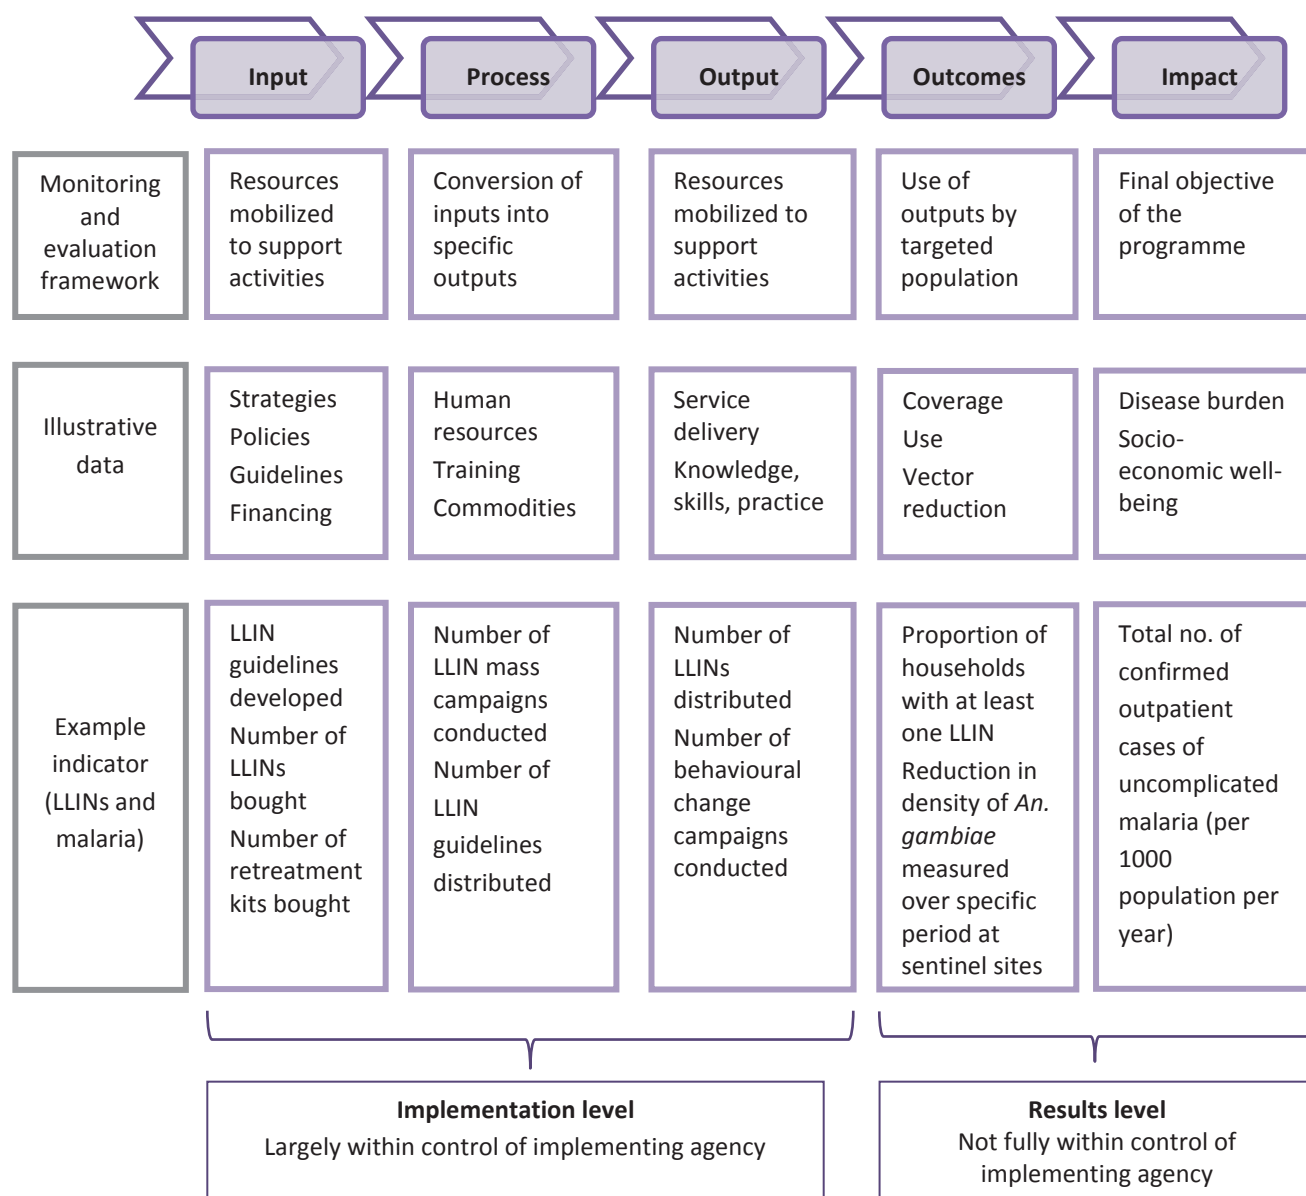 Input
Process
Output
Outcomes
Impact
Monitoring
and
evaluation
framework
Resources
mobilized
to support
activities
Conversion of
inputs into
specific
outputs
Resources
mobilized to
support
activities
Use of
outputs by
targeted
population
Final objective
of the
programme
Illustrative
data
Strategies
Policies
Guidelines
Financing
Human
resources
Training
Commodities
Service
delivery
Knowledge,
skills, practice
Coverage
Use
Vector
reduction
Disease burden
Socio-
economic well-
being
Example
indicator
(LLINs and
malaria)
LLIN
guidelines
developed
Number of
LLINs
bought
Number of
retreatment
kits bought
Number of
LLIN mass
campaigns
conducted
Number of
LLIN
guidelines
distributed
Number of
LLINs
distributed
Number of
behavioural
change
campaigns
conducted
Proportion of
households
with at least
one LLIN
Reduction in
density of An.
gambiae
measured
over specific
period at
sentinel sites
Total no. of
confirmed
outpatient
cases of
uncomplicated
malaria (per
1000
population per
year)
Implementation level
Largely within control of implementing agency
Results level
Not fully within control of
implementing agency